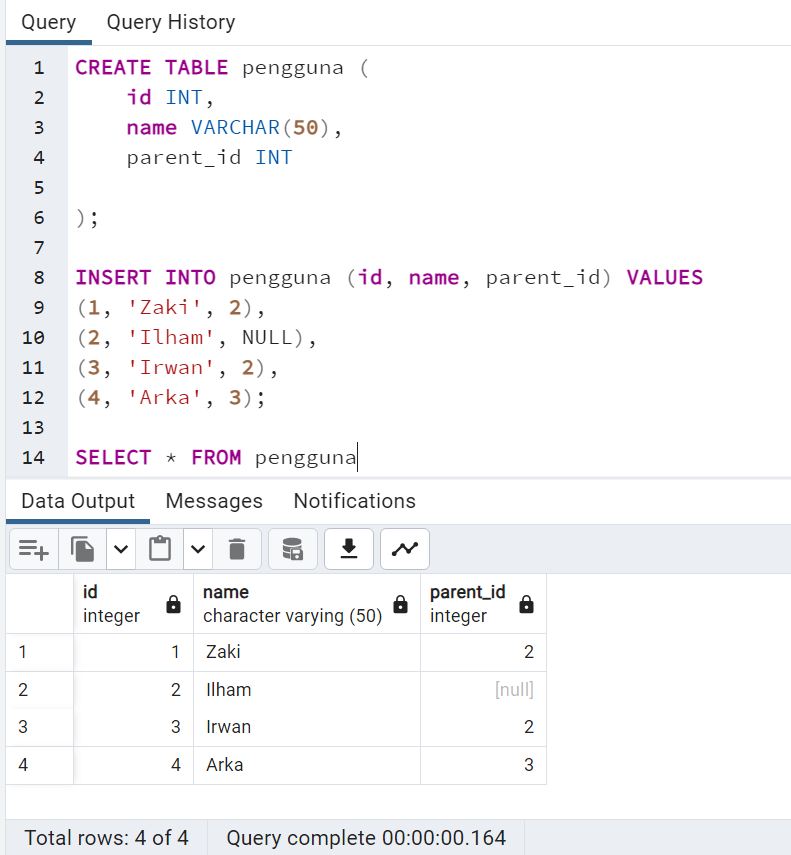 Query Query History
1 CREATE TABLE pengguna (
2 id INT,
3 name VARCHAR(50),
4 parent_id INT
5
6 );
7
8 INSERT INTO pengguna (id, name, parent_id) VALUES
9 (1, 'Zaki', 2),
10 (2, 'Ilham', NULL),
11 (3, 'Irwan', 2),
12 (4, 'Arka', 3);
13
14 SELECT * FROM pengguna
Data Output Messages Notifications
id name parent_id
integer character varying (50) integer
1 1 Zaki 2
2 2 Ilham [null]
3 3 Irwan 2
4 4 Arka 3
Total rows: 4 of 4 Query complete 00:00:00.164